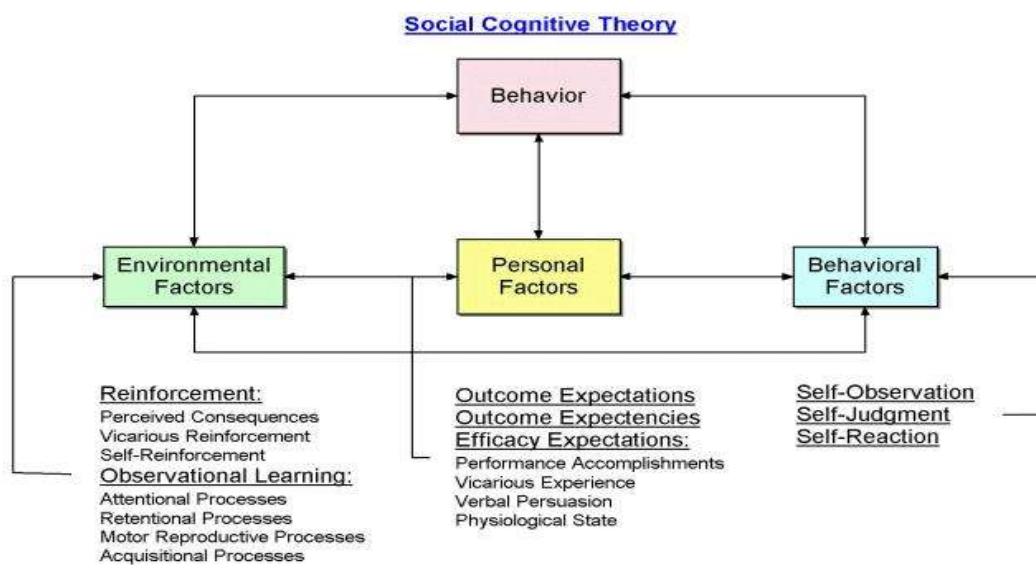 Social Cognitive Theory
Behavior
Environmental
Factors
Personal
Factors
Behavioral
Factors
Reinforcement:
Perceived Consequences
Vicarious Reinforcement
Self-Reinforcement
Observational Learning:
Attentional Processes
Retentional Processes
Motor Reproductive Processes
Acquisitional Processes
Outcome Expectations
Outcome Expectencies
Efficacy Expectations:
Performance Accomplishments
Vicarious Experience
Verbal Persuasion
Physiological State
Self-Observation
Self-Judgment
Self-Reaction